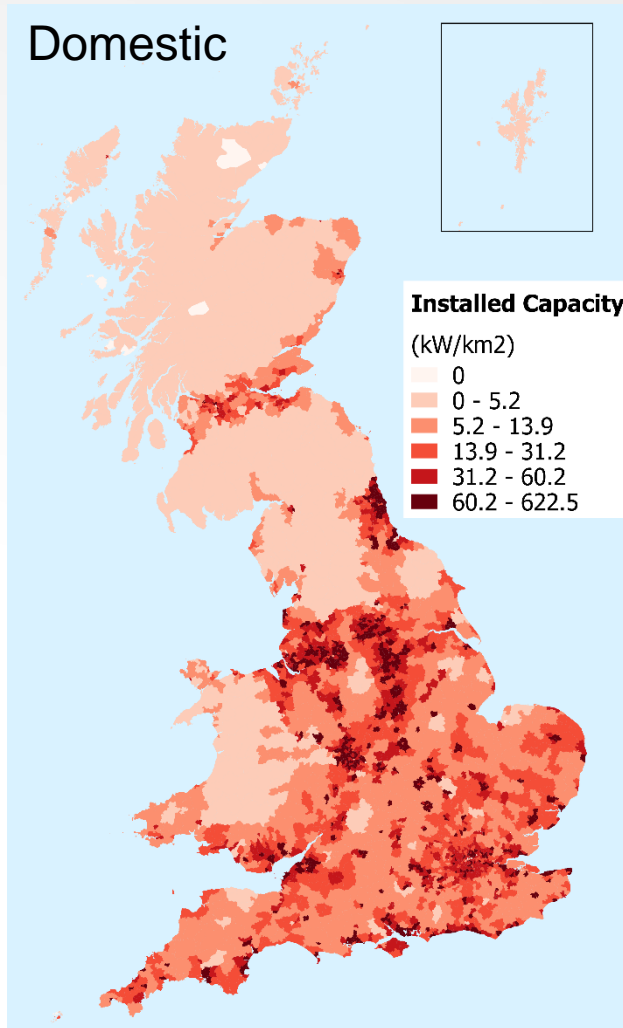 Domestic
Installed Capacity
(kW/km2)
0
0 - 5.2
5.2 - 13.9
13.9 - 31.2
31.2 - 60.2
60.2 - 622.5